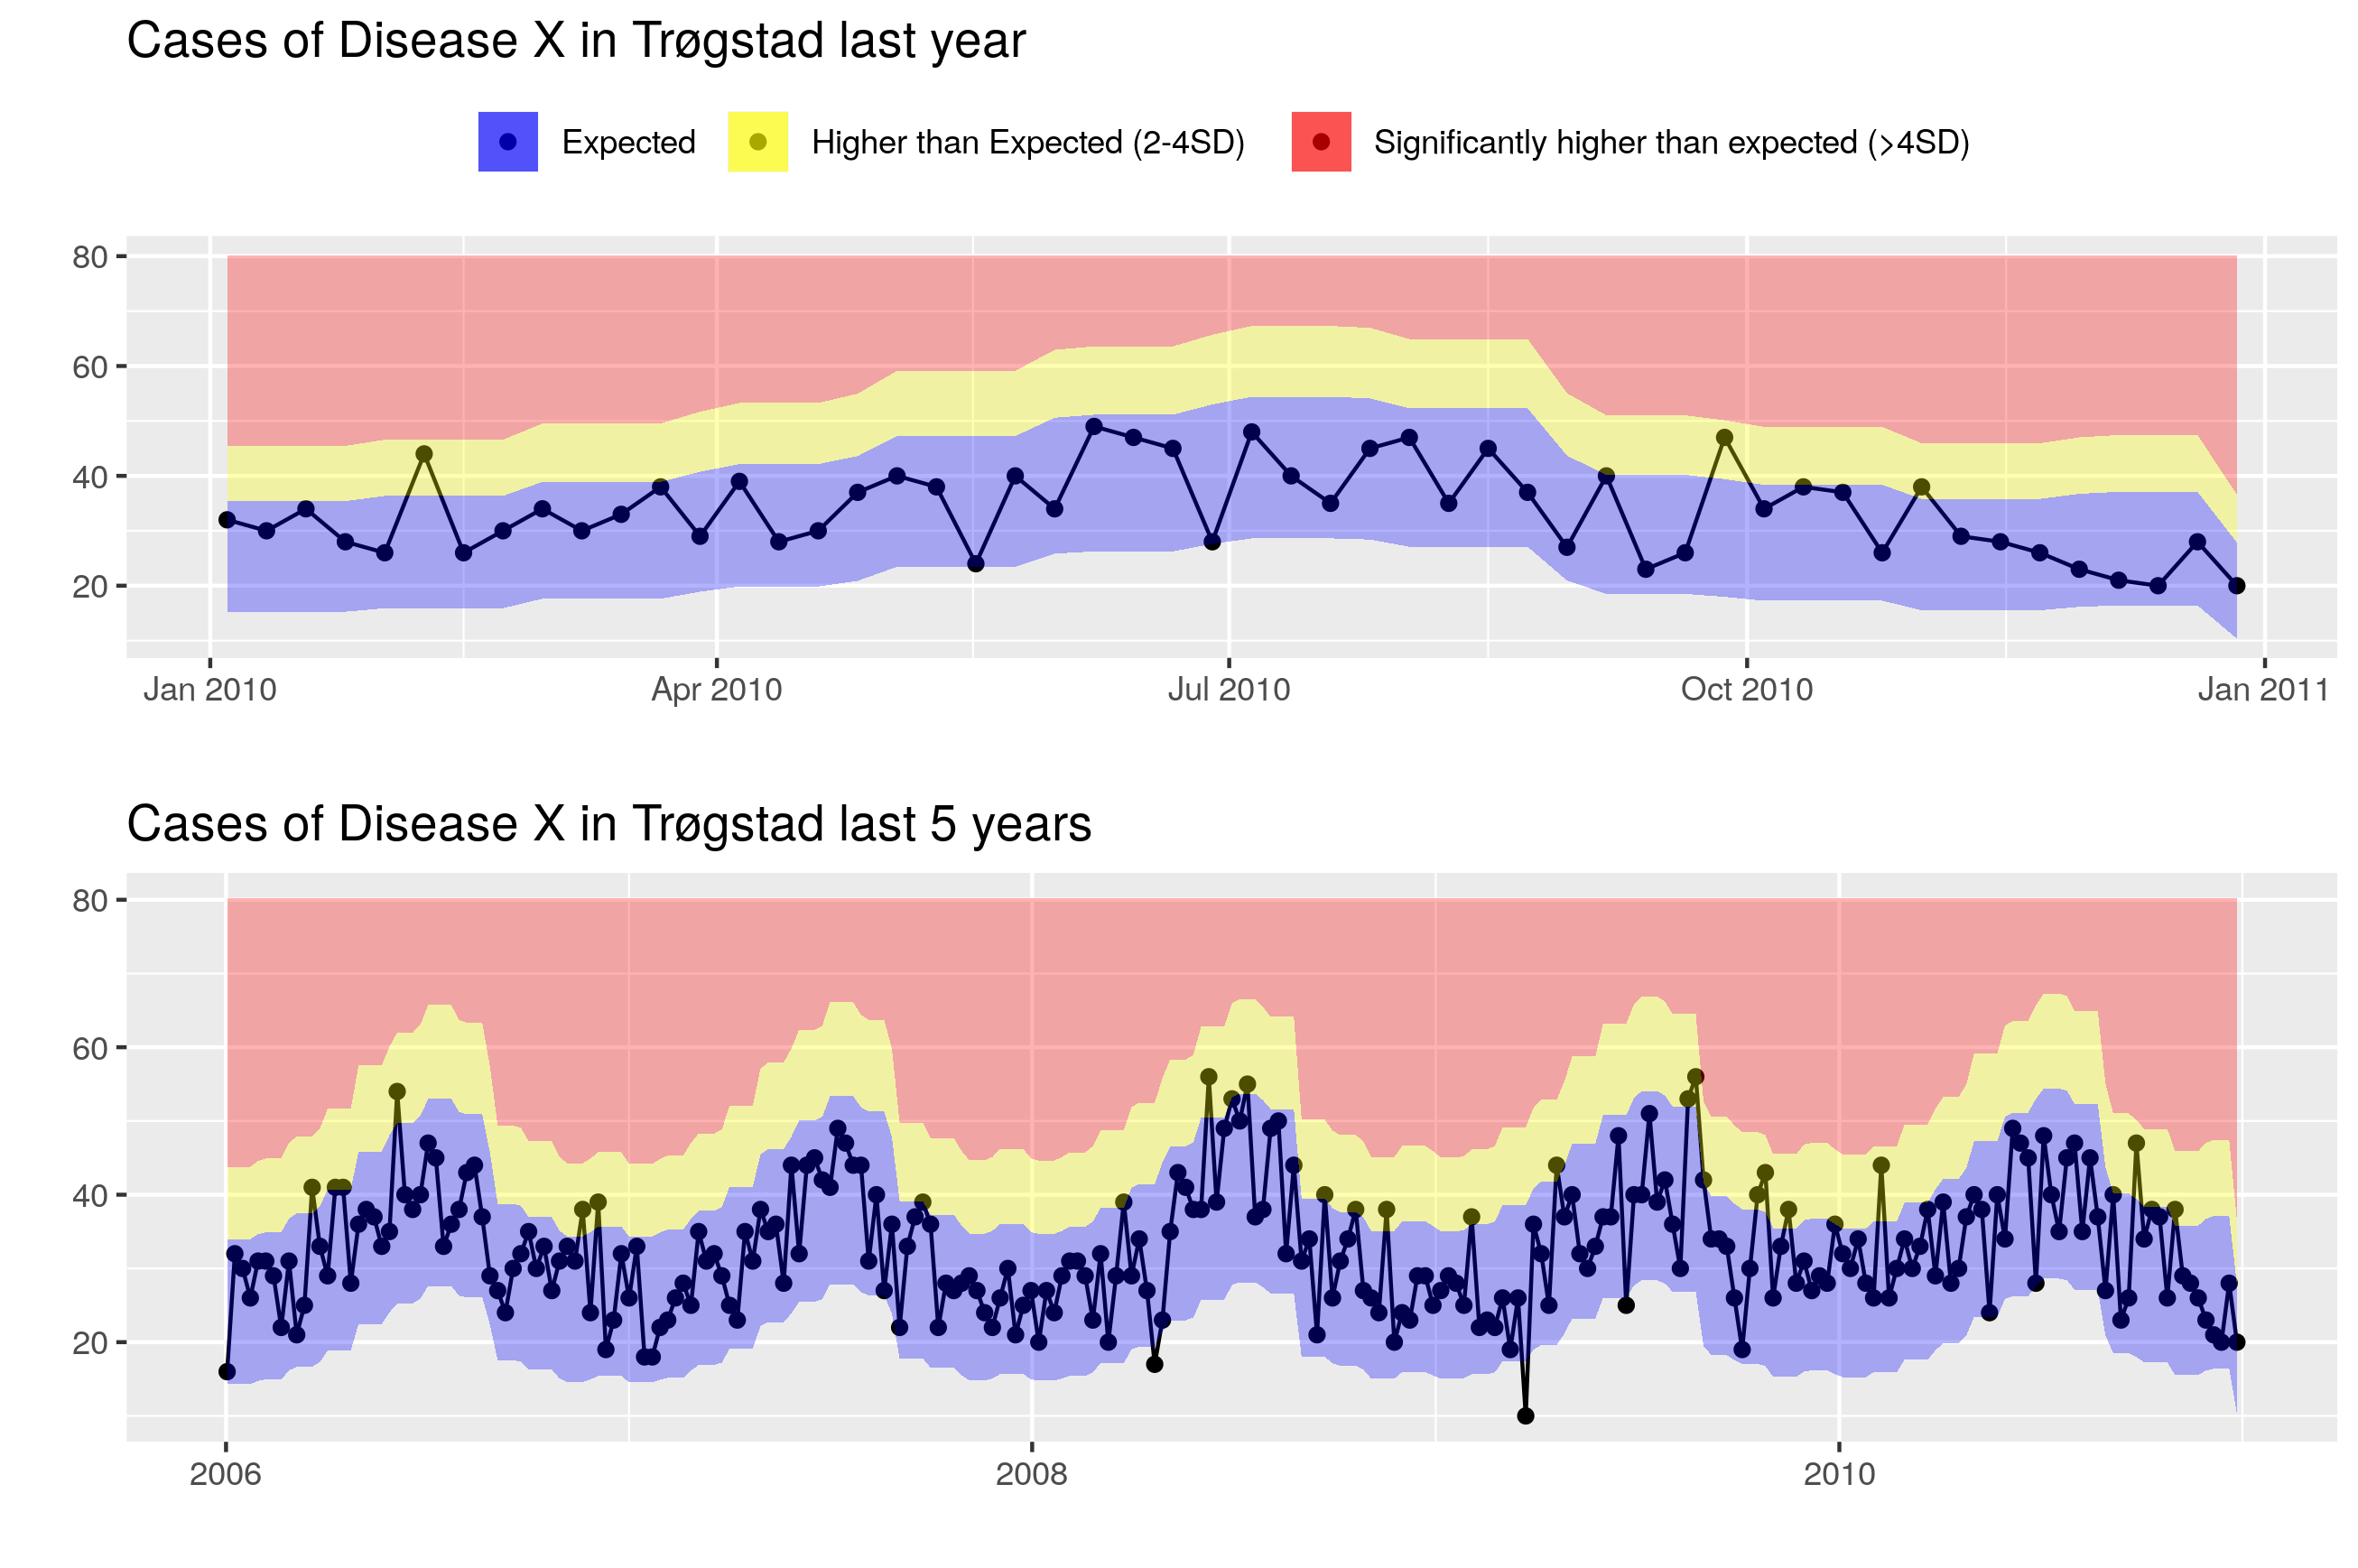 Cases of Disease X in Trøgstad last year
Expected Higher than Expected (2-4SD) Significantly higher than expected (>4SD)
80
60
40
20
Jan 2010 Apr 2010 Jul 2010 Oct 2010 Jan 2011
Cases of Disease X in Trøgstad last 5 years
80
60
40
20
2006 2008 2010